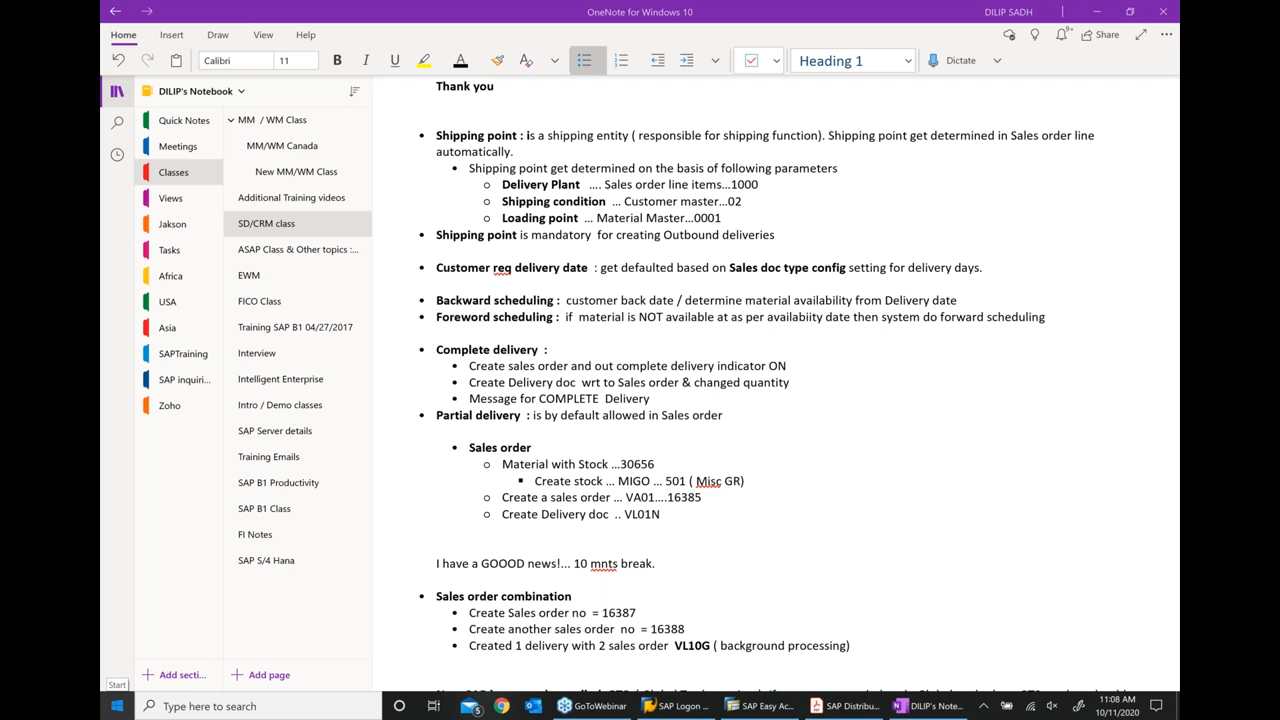 OneNote for Windows 10
DILIP SADH
Home Insert Draw View Help
Share
Calibri 11 B I U A Heading 1 Dictate
DILIP's Notebook
Quick Notes
Meetings
Classes
Views
Jakson
Tasks
Africa
USA
Asia
SAPTraining
SAP inquiri...
Zoho
Add secti...
MM / WM Class
MM/WM Canada
New MM/WM Class
Additional Training videos
SD/CRM class
ASAP Class & Other topics :...
EWM
FICO Class
Training SAP B1 04/27/2017
Interview
Intelligent Enterprise
Intro / Demo classes
SAP Server details
Training Emails
SAP B1 Productivity
SAP B1 Class
FI Notes
SAP S/4 Hana
Add page
Thank you
• Shipping point : is a shipping entity ( responsible for shipping function). Shipping point get determined in Sales order line
automatically.
• Shipping point get determined on the basis of following parameters
o Delivery Plant .... Sales order line items...1000
o Shipping condition ... Customer master...02
o Loading point ... Material Master...0001
• Shipping point is mandatory for creating Outbound deliveries
• Customer req delivery date : get defaulted based on Sales doc type config setting for delivery days.
• Backward scheduling : customer back date / determine material availability from Delivery date
• Foreword scheduling : if material is NOT available at as per availabiity date then system do forward scheduling
• Complete delivery :
• Create sales order and out complete delivery indicator ON
• Create Delivery doc wrt to Sales order & changed quantity
• Message for COMPLETE Delivery
• Partial delivery : is by default allowed in Sales order
• Sales order
o Material with Stock ...30656
▪ Create stock ... MIGO ... 501 ( Misc GR)
o Create a sales order ... VA01....16385
o Create Delivery doc .. VL01N
I have a GOOOD news!... 10 mnts break.
• Sales order combination
• Create Sales order no = 16387
• Create another sales order no = 16388
• Created 1 delivery with 2 sales order VL10G ( background processing)
Start
Type here to search
5
GoToWebinar
SAP Logon ...
SAP Easy Ac...
SAP Distribu...
DILIP's Note...
11:08 AM
10/11/2020